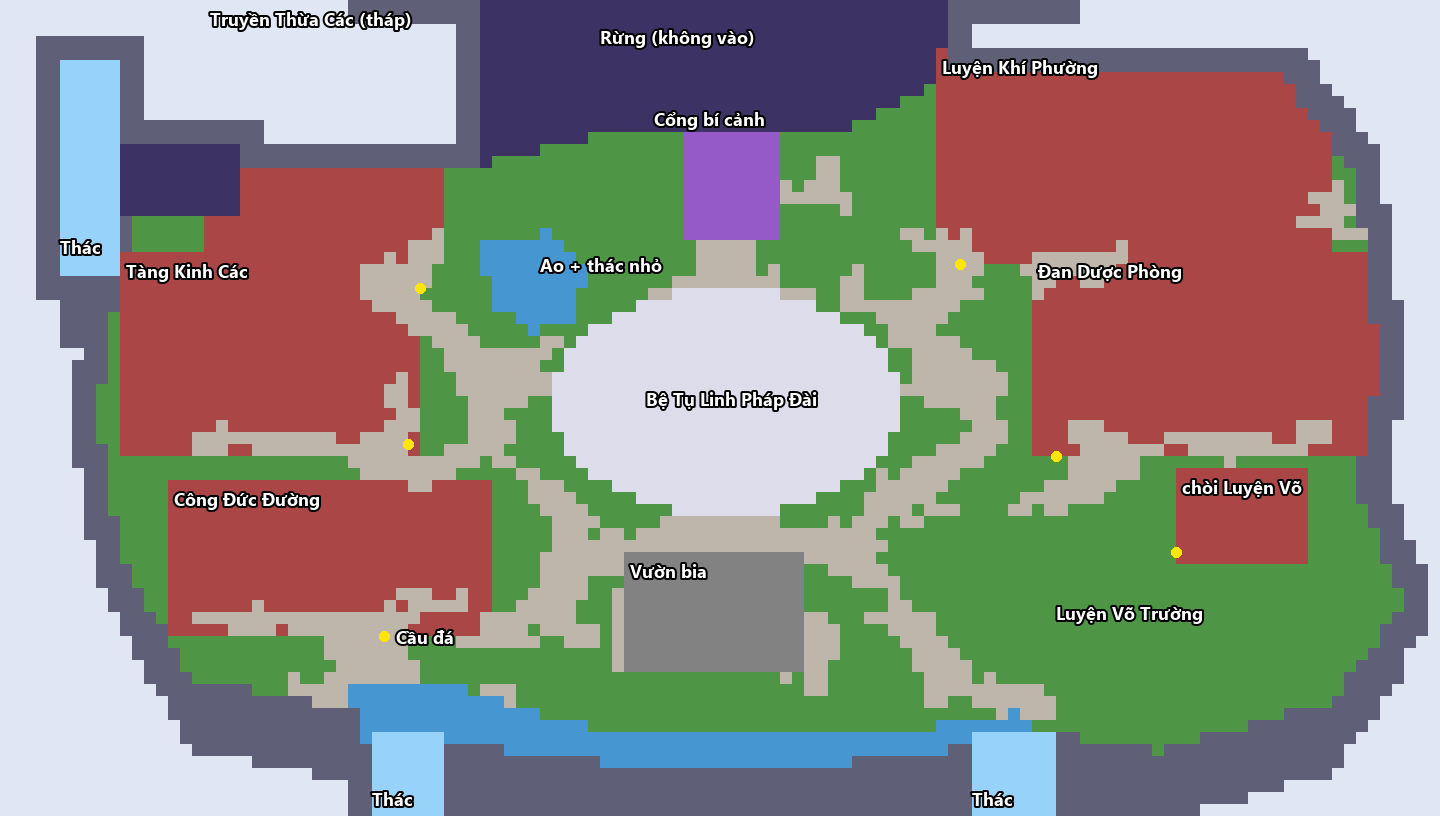 Truyền Thừa Các (tháp)
Rừng (không vào)
Luyện Khí Phường
Cổng bí cảnh
Thác
Tàng Kinh Các
Ao + thác nhỏ
Đan Dược Phòng
Bệ Tụ Linh Pháp Đài
Công Đức Đường
chòi Luyện Võ
Vườn bia
Luyện Võ Trường
Cầu đá
Thác
Thác